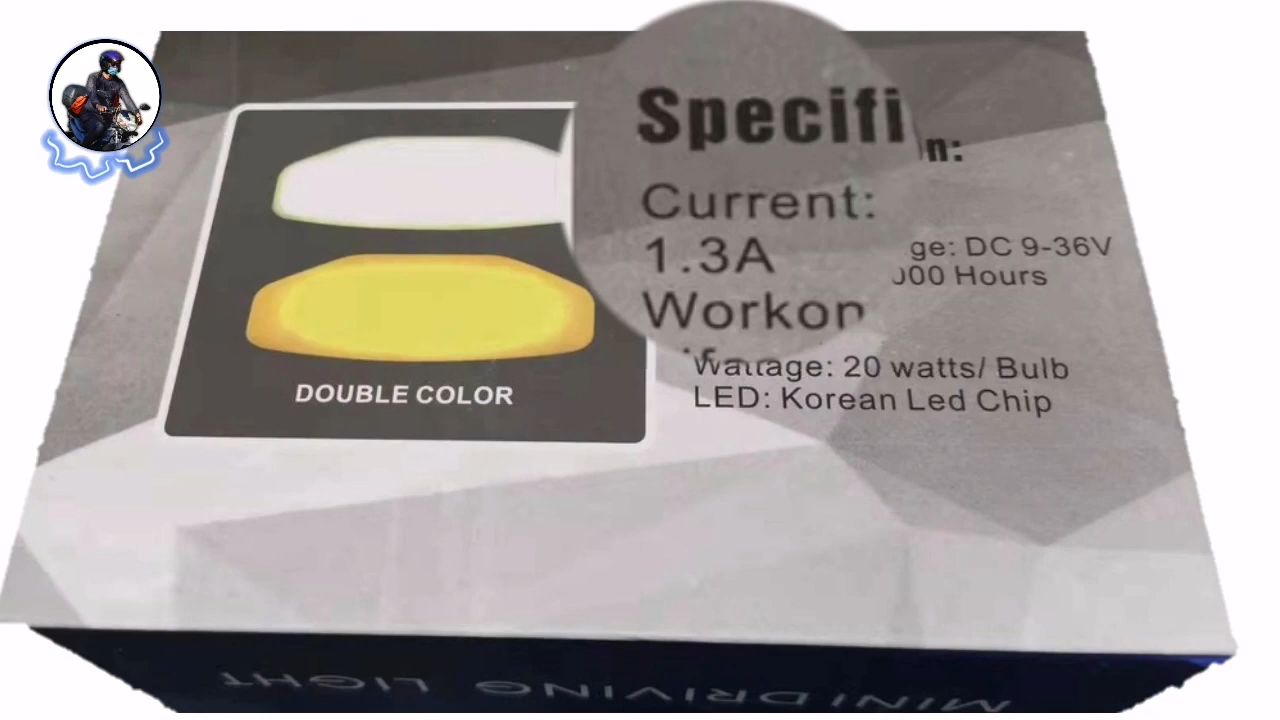 Specifi n:
Current:
1.3A
ge: DC 9-36V
000 Hours
Workon
Wattage: 20 watts/ Bulb
LED: Korean Led Chip
DOUBLE COLOR
MINI DRIVING LIGHT